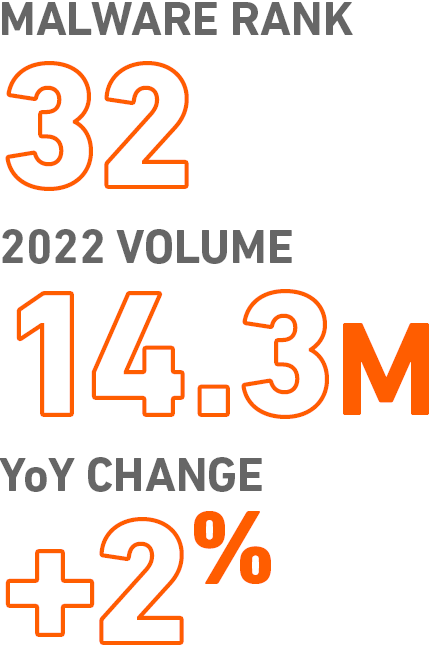 MALWARE RANK
32
2022 VOLUME
14.3M
YoY CHANGE
+2%